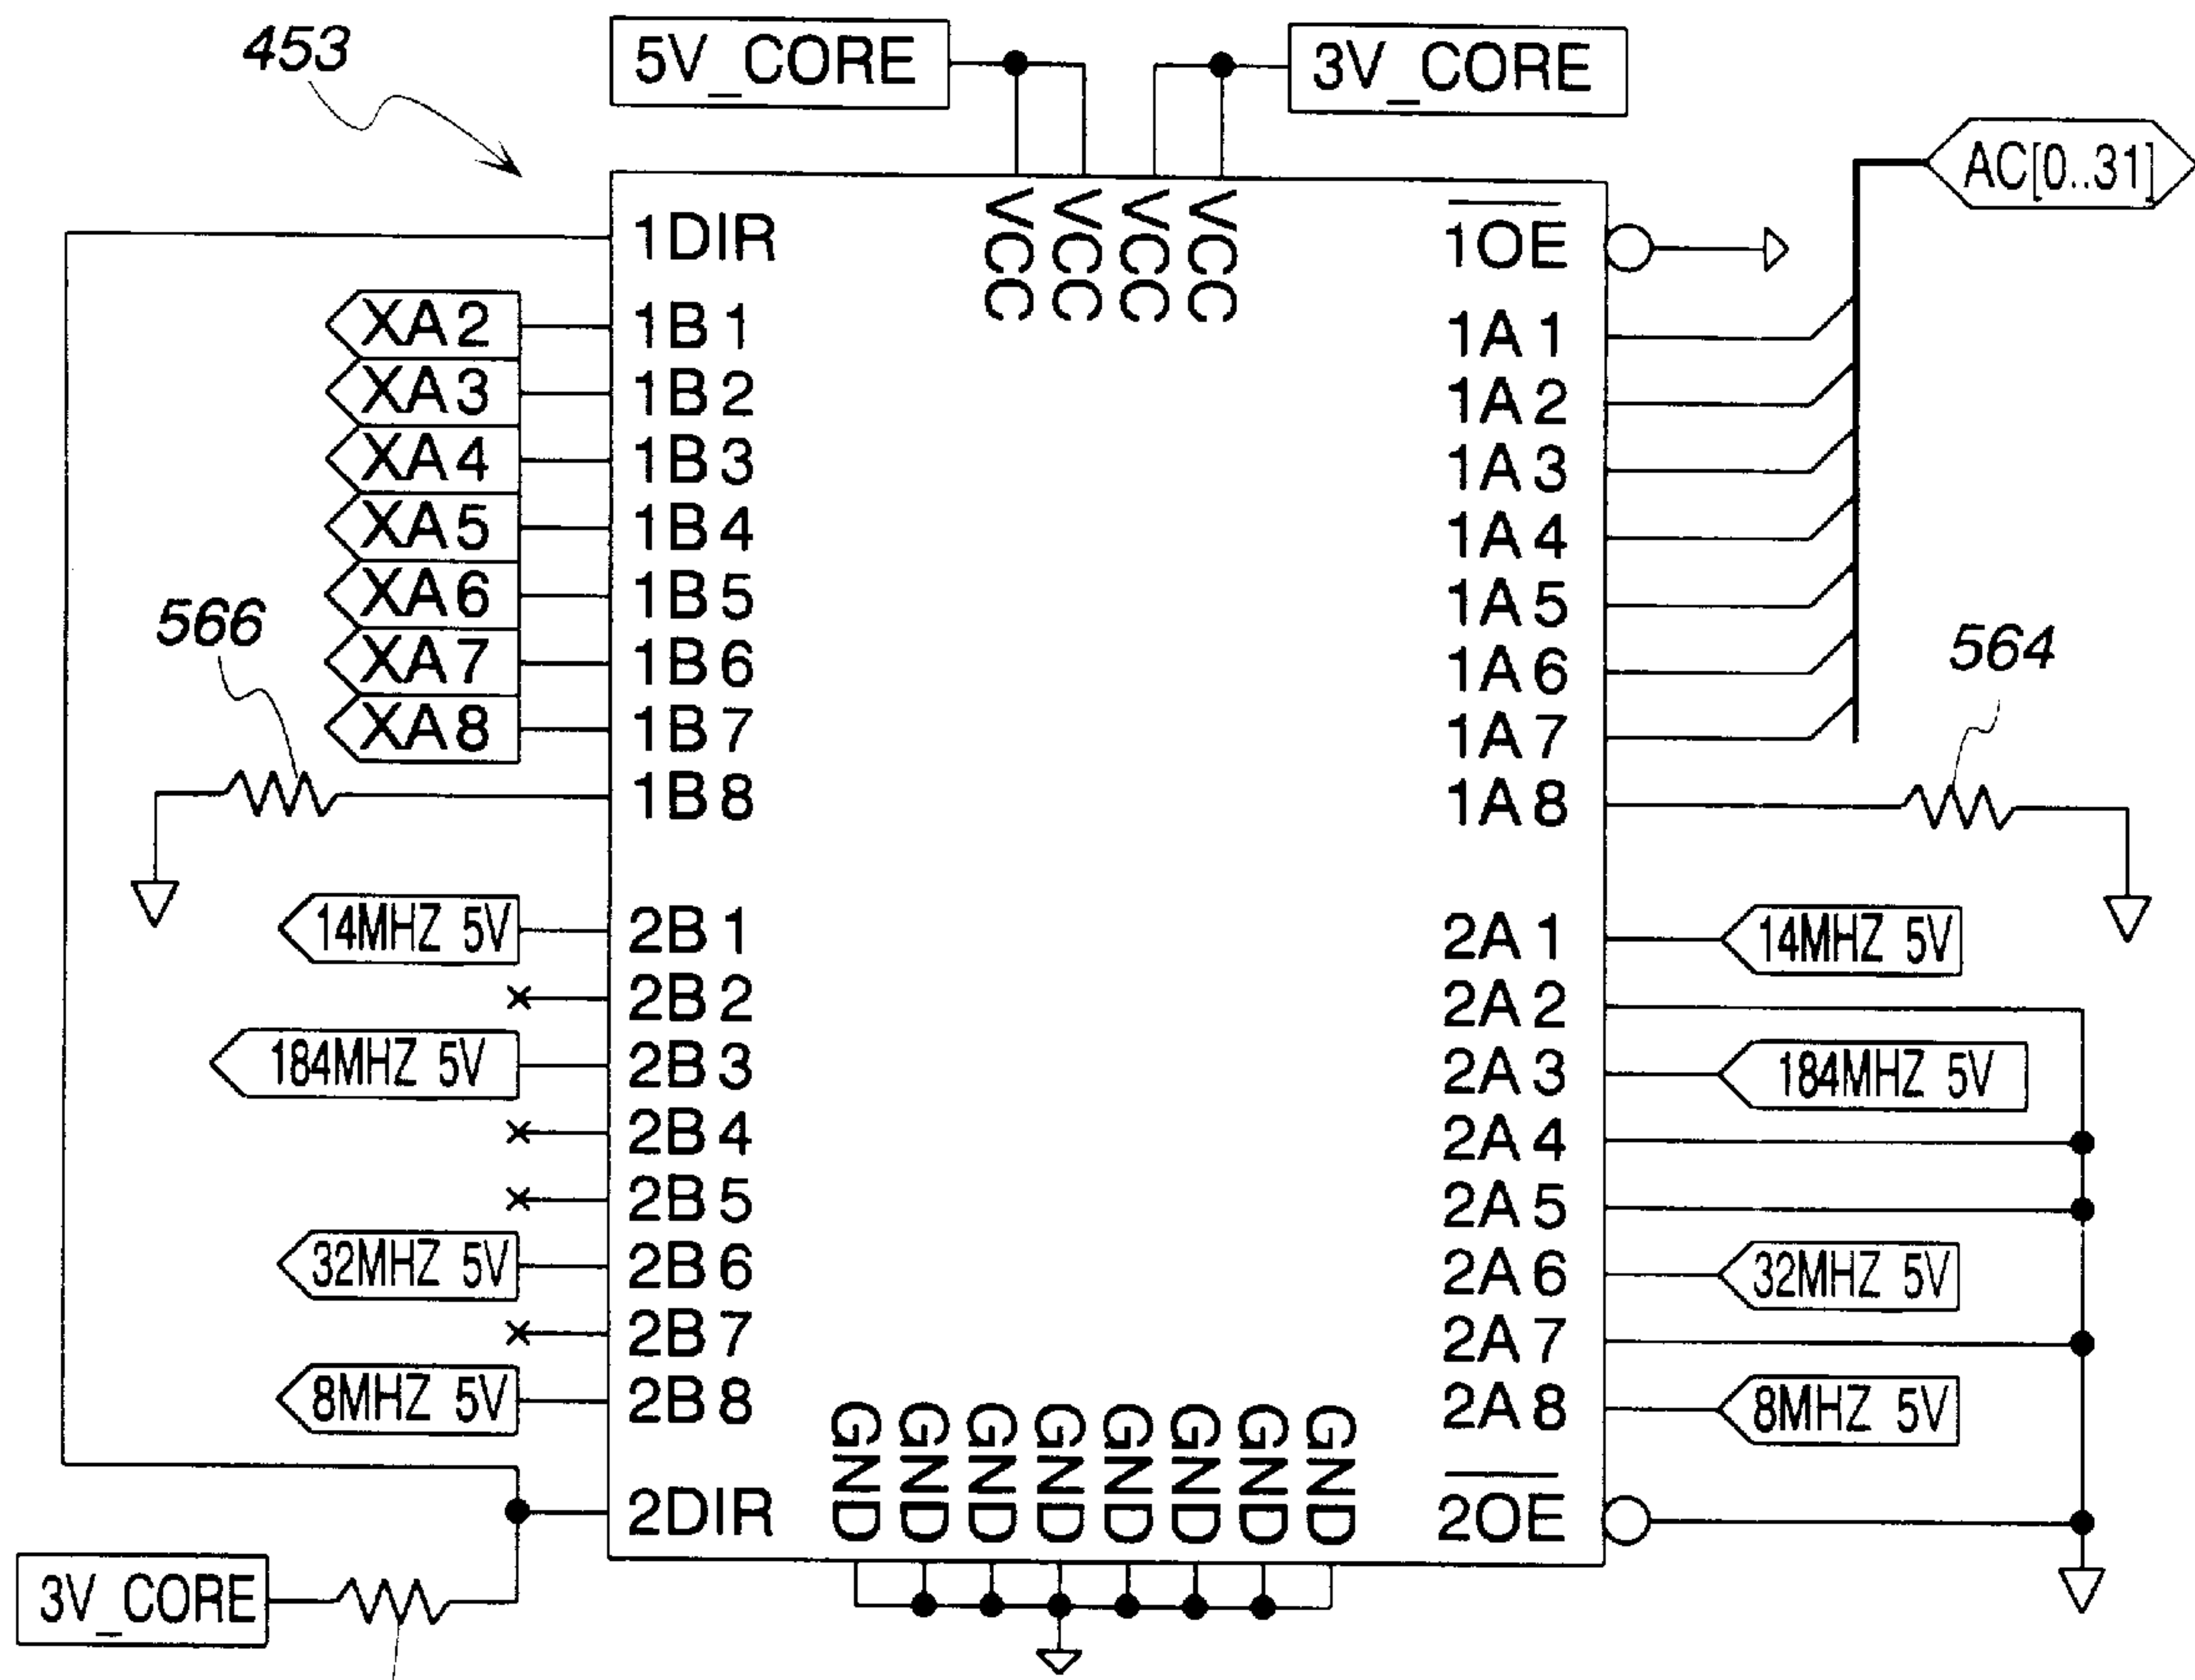 453
5V_CORE
3V_CORE
AC[0..31]
1DIR
VCC
VCC
VCC
VCC
1OE
XA2
1B1
1A1
XA3
1B2
1A2
XA4
1B3
1A3
XA5
1B4
1A4
XA6
1B5
1A5
566
XA7
1B6
1A6
564
XA8
1B7
1A7
1B8
1A8
14MHZ 5V
2B1
2A1
14MHZ 5V
2B2
2A2
184MHZ 5V
2B3
2A3
184MHZ 5V
2B4
2A4
2B5
2A5
32MHZ 5V
2B6
2A6
32MHZ 5V
2B7
2A7
8MHZ 5V
2B8
2A8
8MHZ 5V
GND
GND
GND
GND
GND
GND
GND
GND
2DIR
2OE
3V_CORE